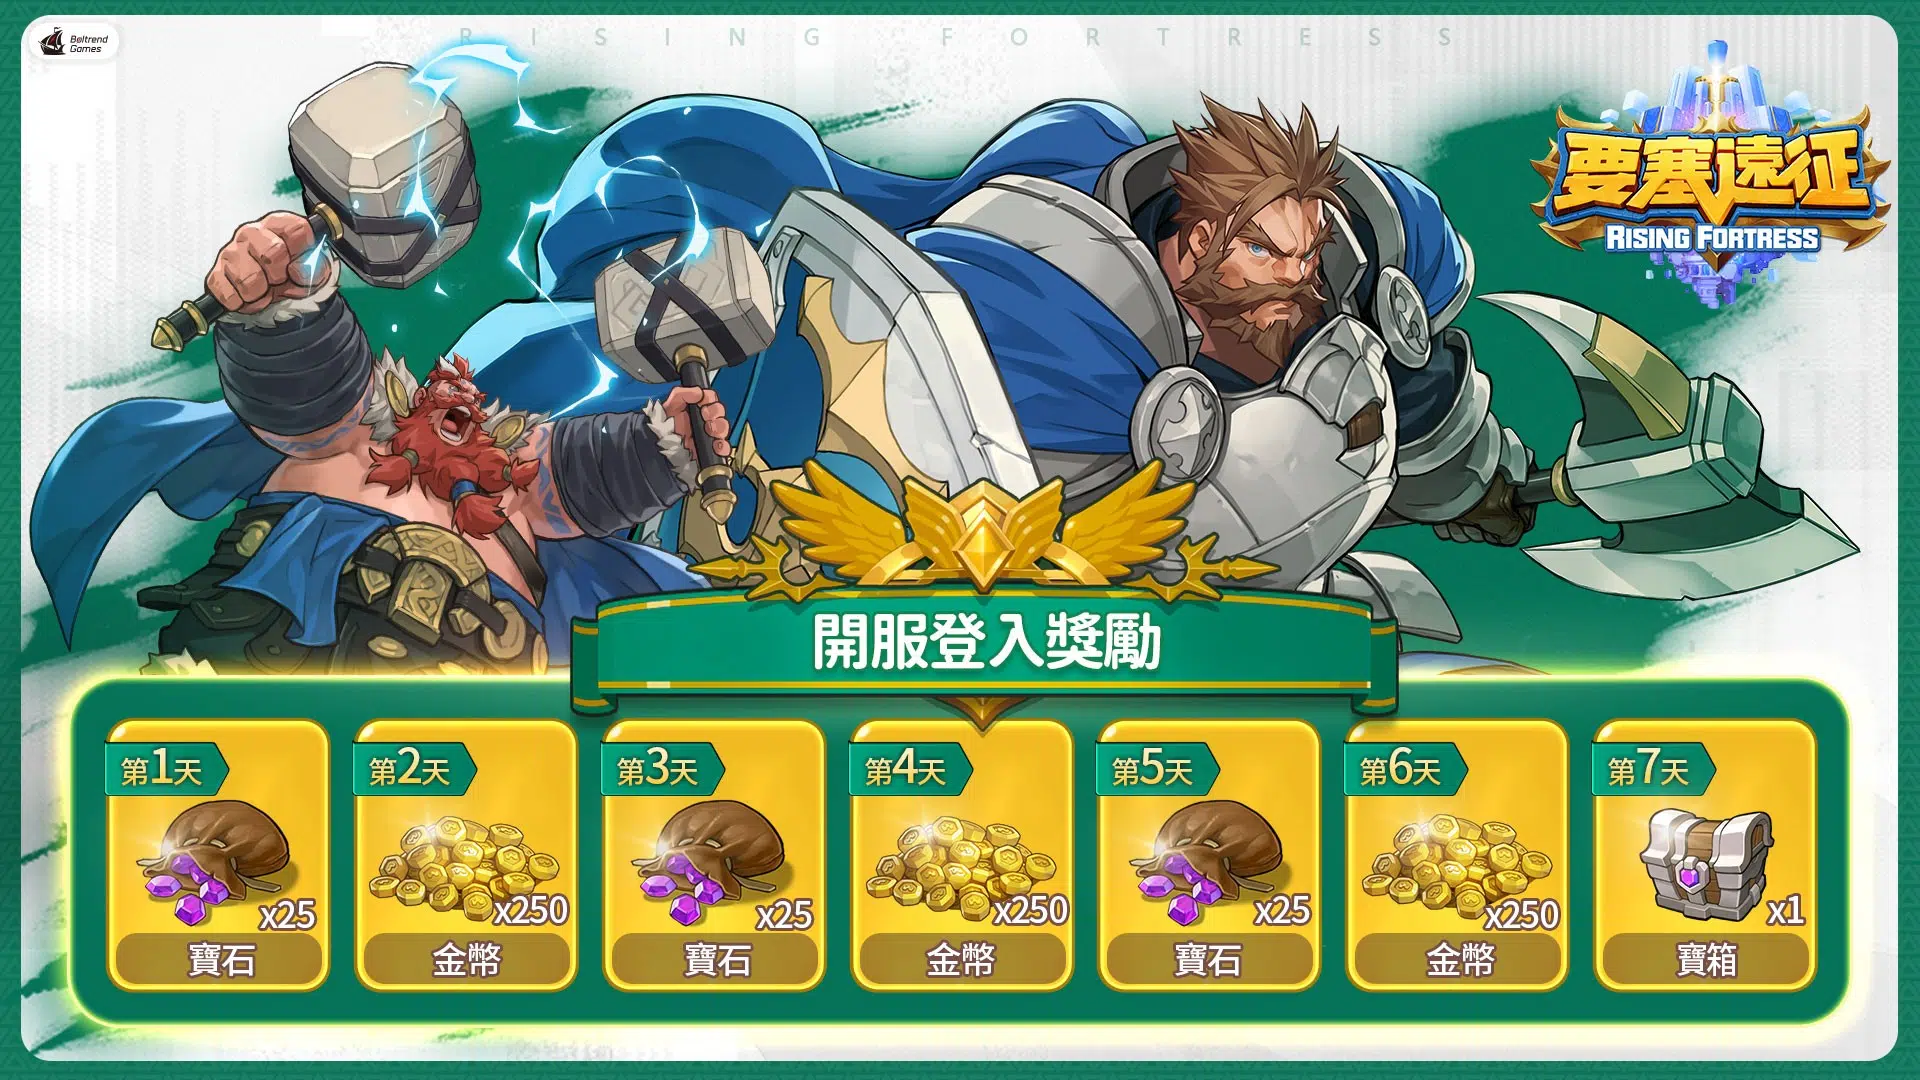 Beltrend
Games
RISING FORTRESS
要塞遠征
RISING FORTRESS
開服登入獎勵
第1天
x25
寶石
第2天
x250
金幣
第3天
x25
寶石
第4天
x250
金幣
第5天
x25
寶石
第6天
x250
金幣
第7天
x1
寶箱